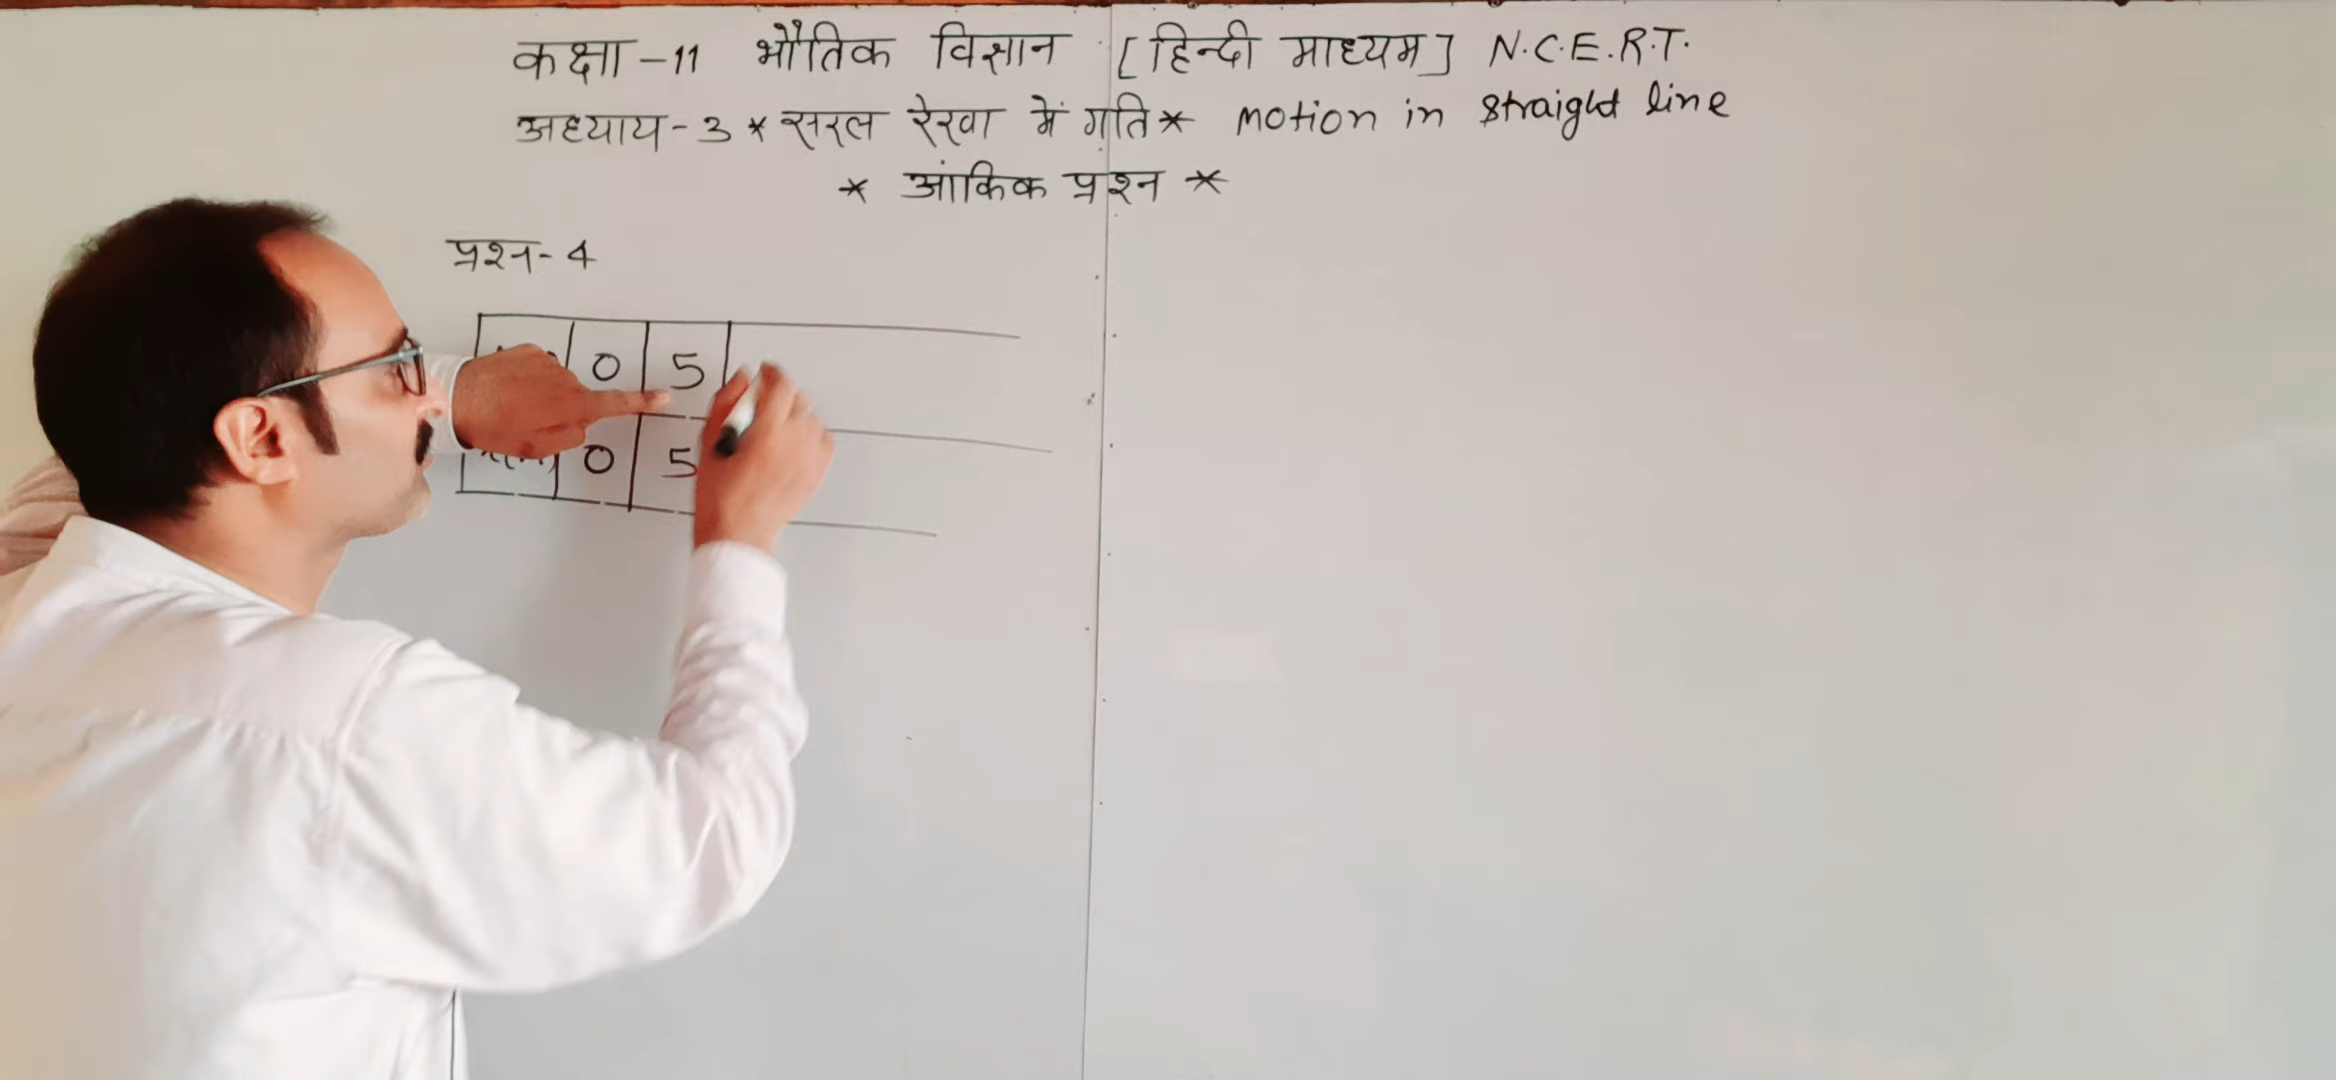 कक्षा -11 भौतिक विज्ञान [हिन्दी माध्यम] N.C.E.R.T.
अध्याय - 3 * सरल रेखा में गति * motion in straight line
* आंकिक प्रश्न *
प्रश्न - 4
0 5
0 5